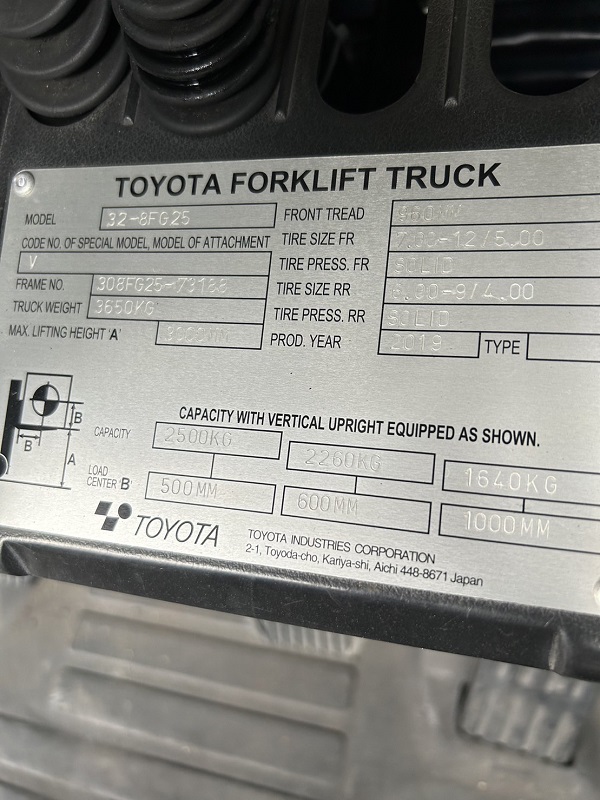 TOYOTA FORKLIFT TRUCK
MODEL 32-8FG25
CODE NO. OF SPECIAL MODEL, MODEL OF ATTACHMENT
V
FRAME NO. 308FG25-73188
TRUCK WEIGHT 3650KG
MAX. LIFTING HEIGHT 'A'
FRONT TREAD
TIRE SIZE FR 7.00-12/5.00
TIRE PRESS. FR SOLID
TIRE SIZE RR 6.00-9/4.00
TIRE PRESS. RR SOLID
PROD. YEAR 2019 TYPE
CAPACITY WITH VERTICAL UPRIGHT EQUIPPED AS SHOWN.
B
B
A
CAPACITY 2500KG 2260KG 1640KG
LOAD
CENTER 'B' 500MM 600MM 1000MM
TOYOTA
TOYOTA INDUSTRIES CORPORATION
2-1, Toyoda-cho, Kariya-shi, Aichi 448-8671 Japan